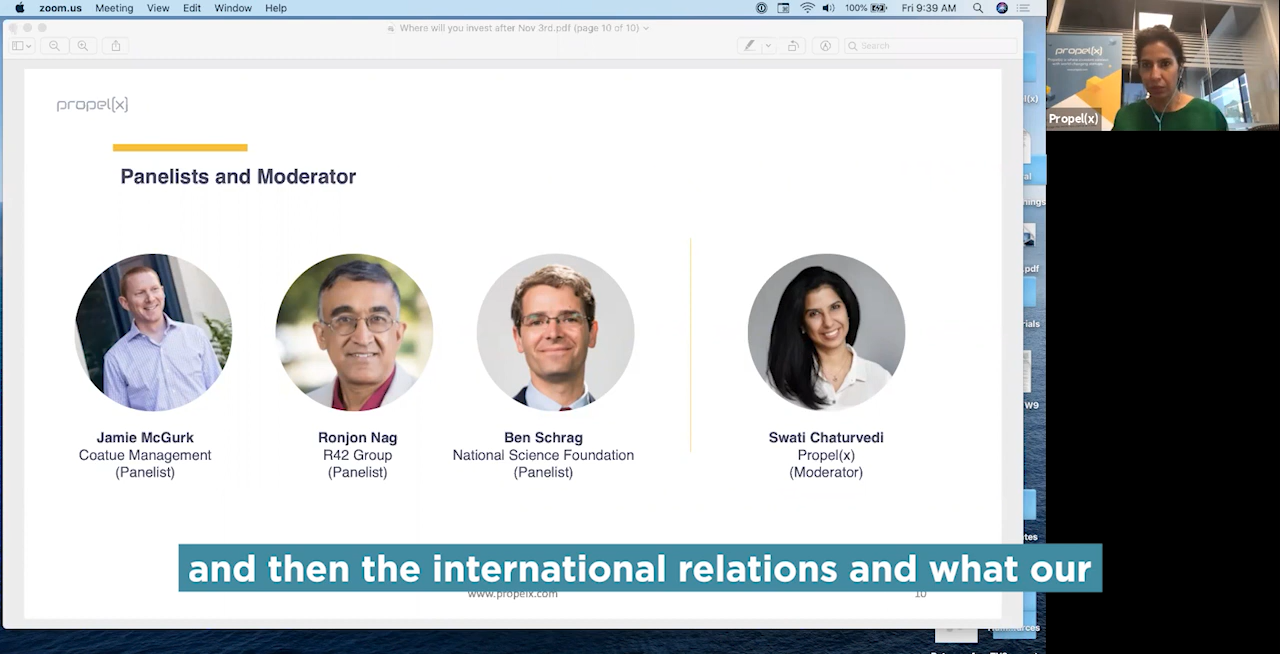 zoom.us Meeting View Edit Window Help 100% Fri 9:39 AM
Where will you invest after Nov 3rd.pdf (page 10 of 10)
Search
propel(x)
Panelists and Moderator
Jamie McGurk
Coatue Management
(Panelist)
Ronjon Nag
R42 Group
(Panelist)
Ben Schrag
National Science Foundation
(Panelist)
Swati Chaturvedi
Propel(x)
(Moderator)
and then the international relations and what our
www.propelx.com
10
propel(x)
Propel(x)
.pdf
W9